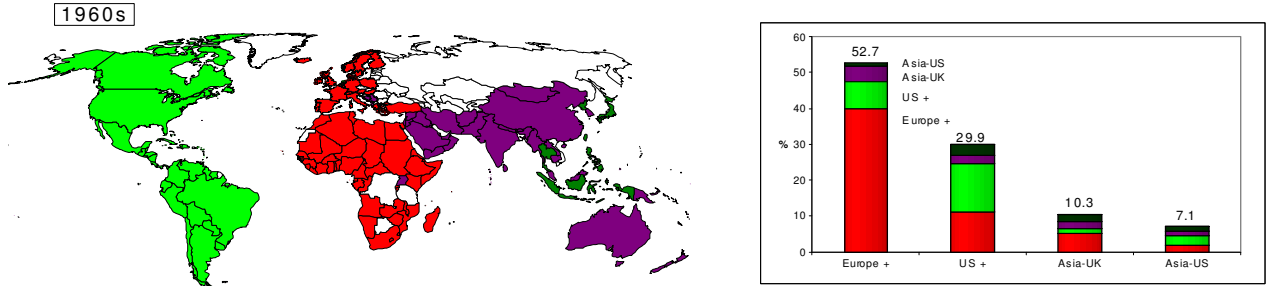 1960s
60
50
40
% 30
20
10
0
52.7
29.9
10.3
7.1
Asia-US
Asia-UK
US +
Europe +
Europe + US + Asia-UK Asia-US